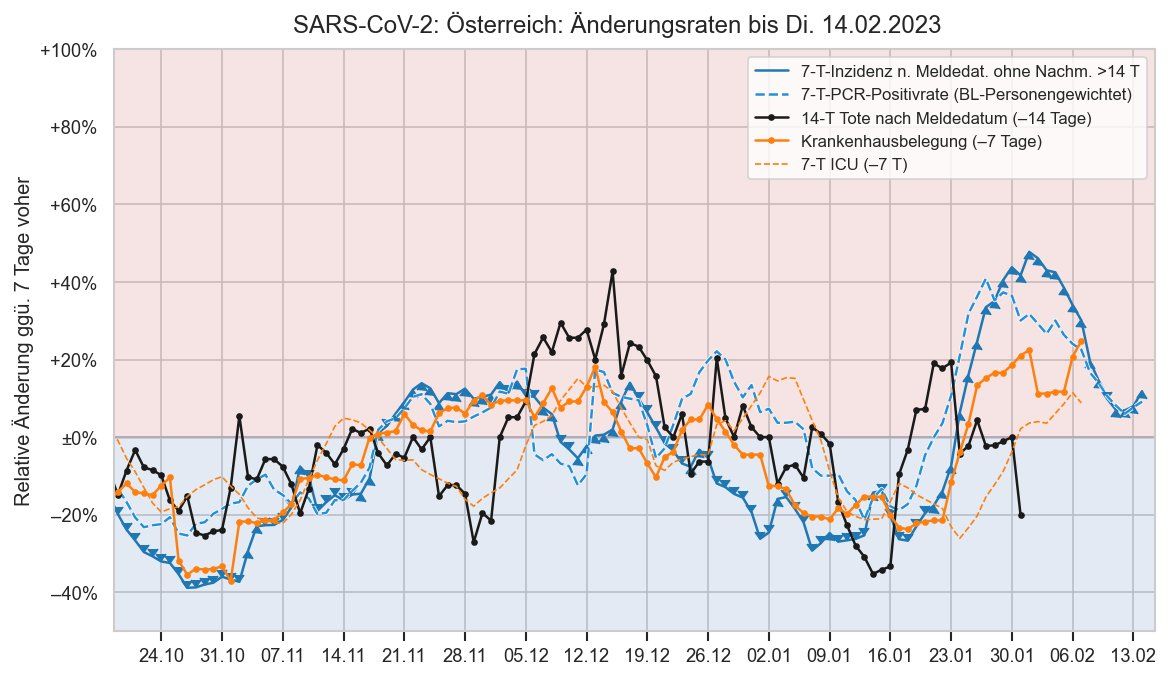 SARS-CoV-2: Österreich: Änderungsraten bis Di. 14.02.2023
Relative Änderung ggü. 7 Tage voher
+100%
+80%
+60%
+40%
+20%
±0%
–20%
–40%
7-T-Inzidenz n. Meldedat. ohne Nachm. >14 T
7-T-PCR-Positivrate (BL-Personengewichtet)
14-T Tote nach Meldedatum (–14 Tage)
Krankenhausbelegung (–7 Tage)
7-T ICU (–7 T)
24.10 31.10 07.11 14.11 21.11 28.11 05.12 12.12 19.12 26.12 02.01 09.01 16.01 23.01 30.01 06.02 13.02